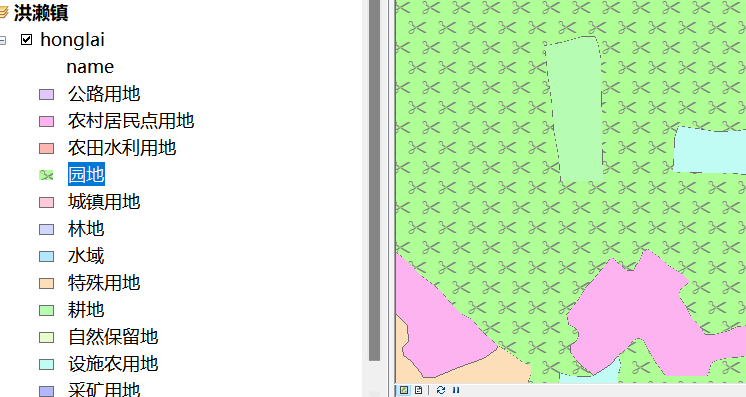 洪濑镇
honglai
name
公路用地
农村居民点用地
农田水利用地
园地
城镇用地
林地
水域
特殊用地
耕地
自然保留地
设施农用地
采矿用地